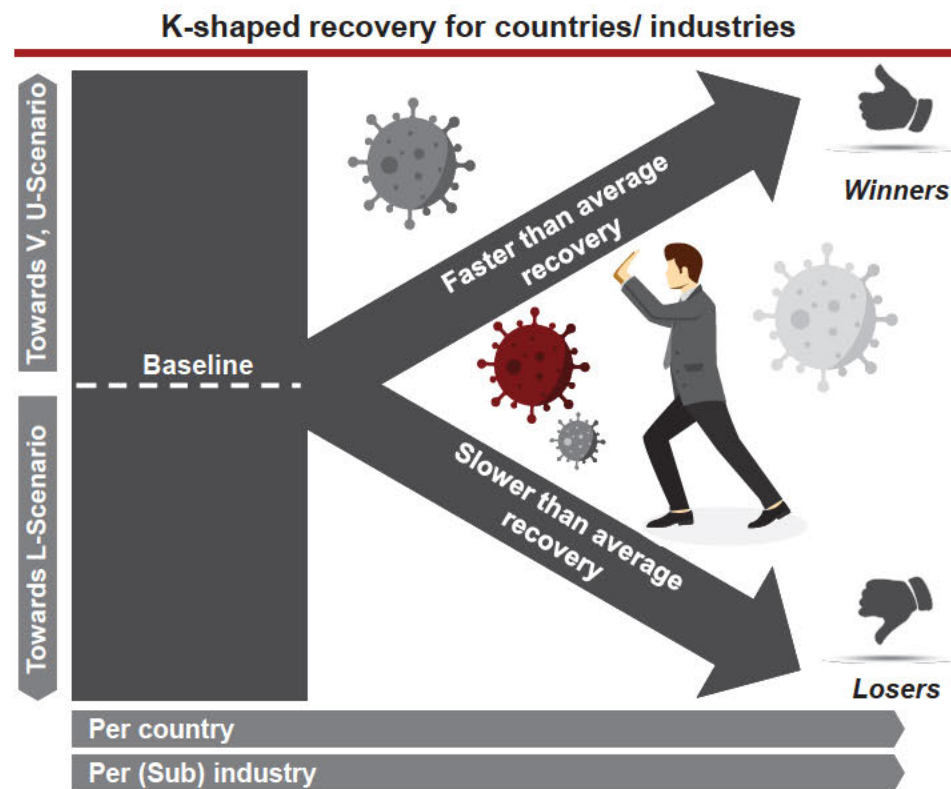 K-shaped recovery for countries/ industries
Towards V, U-Scenario
Towards L-Scenario
Baseline
Faster than average
recovery
Slower than average
recovery
Winners
Losers
Per country
Per (Sub) industry